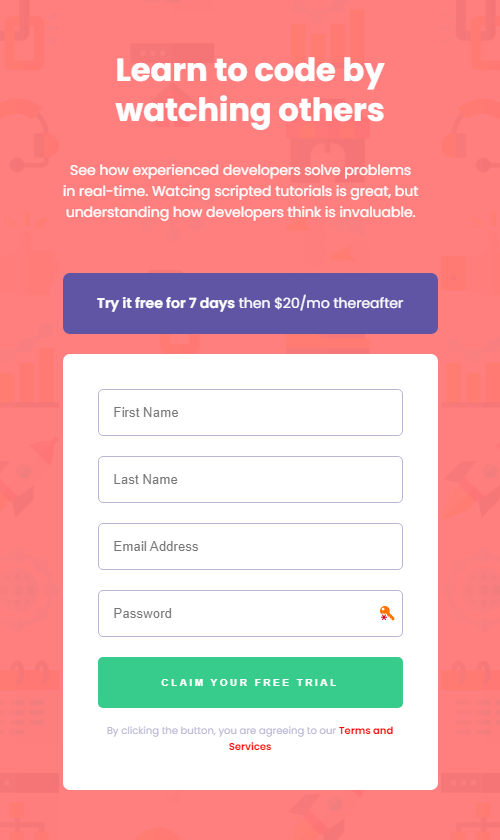 Learn to code by
watching others
See how experienced developers solve problems
in real-time. Watcing scripted tutorials is great, but
understanding how developers think is invaluable.
Try it free for 7 days then $20/mo thereafter
First Name
Last Name
Email Address
Password
CLAIM YOUR FREE TRIAL
By clicking the button, you are agreeing to our Terms and
Services